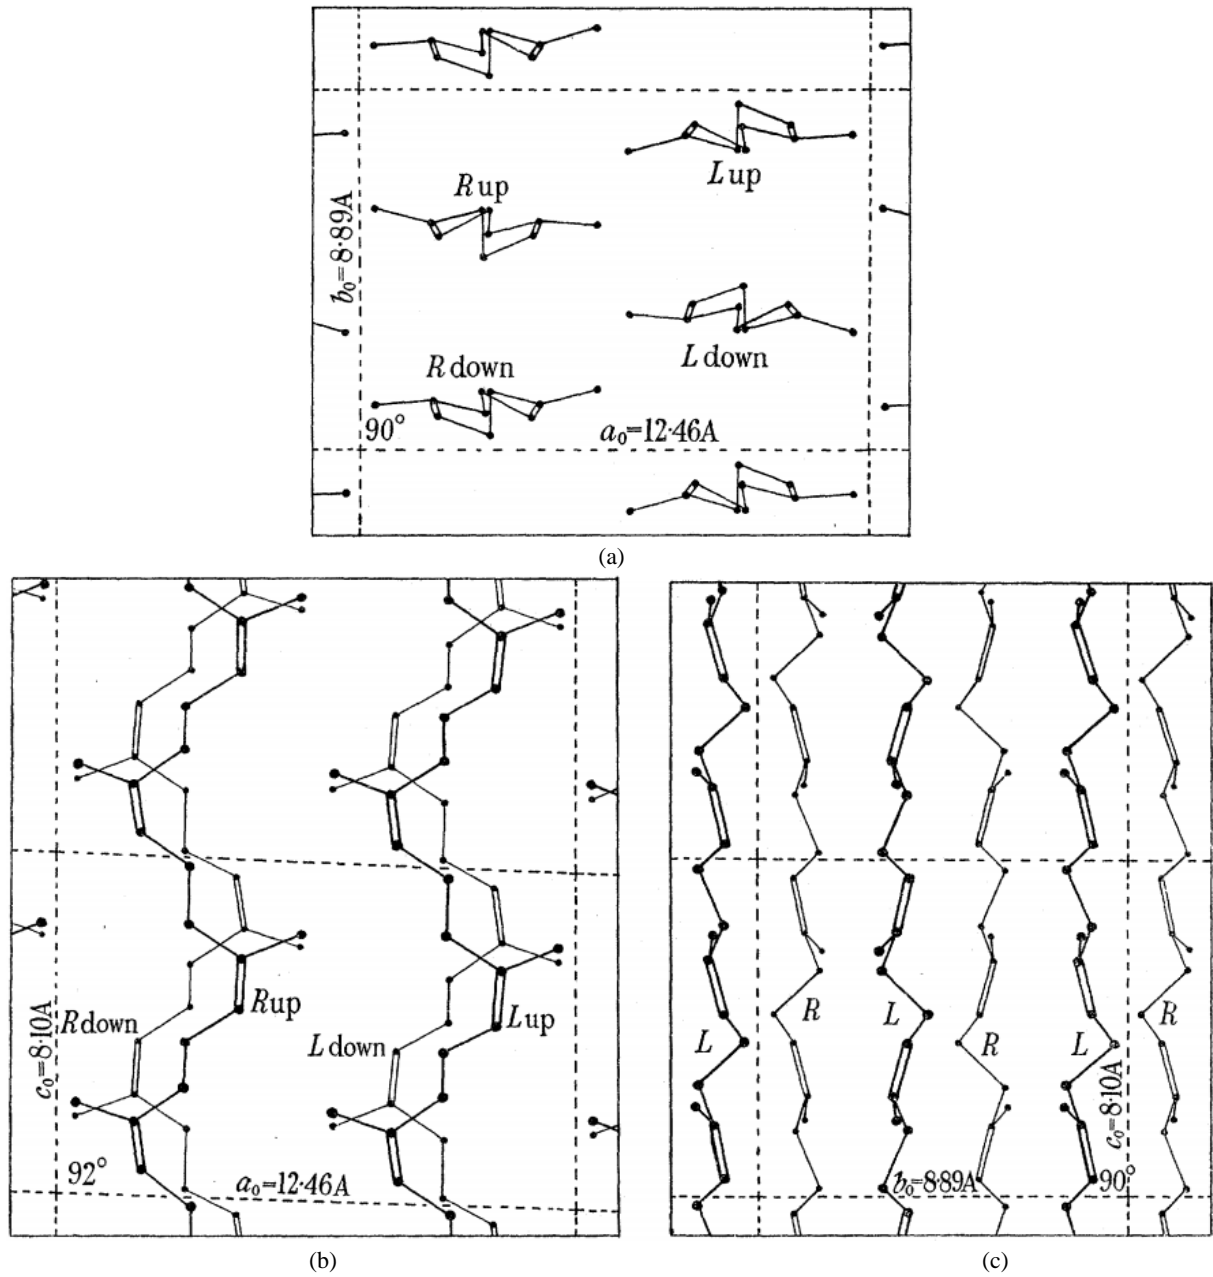 L up
R up
b₀=8·89A
R down
L down
90°
a₀=12·46A
(a)
R down
R up
L up
L down
c₀=8·10A
92°
a₀=12·46A
(b)
L
R
L
R
L
R
c₀=8·10A
b₀=8·89A
90°
(c)